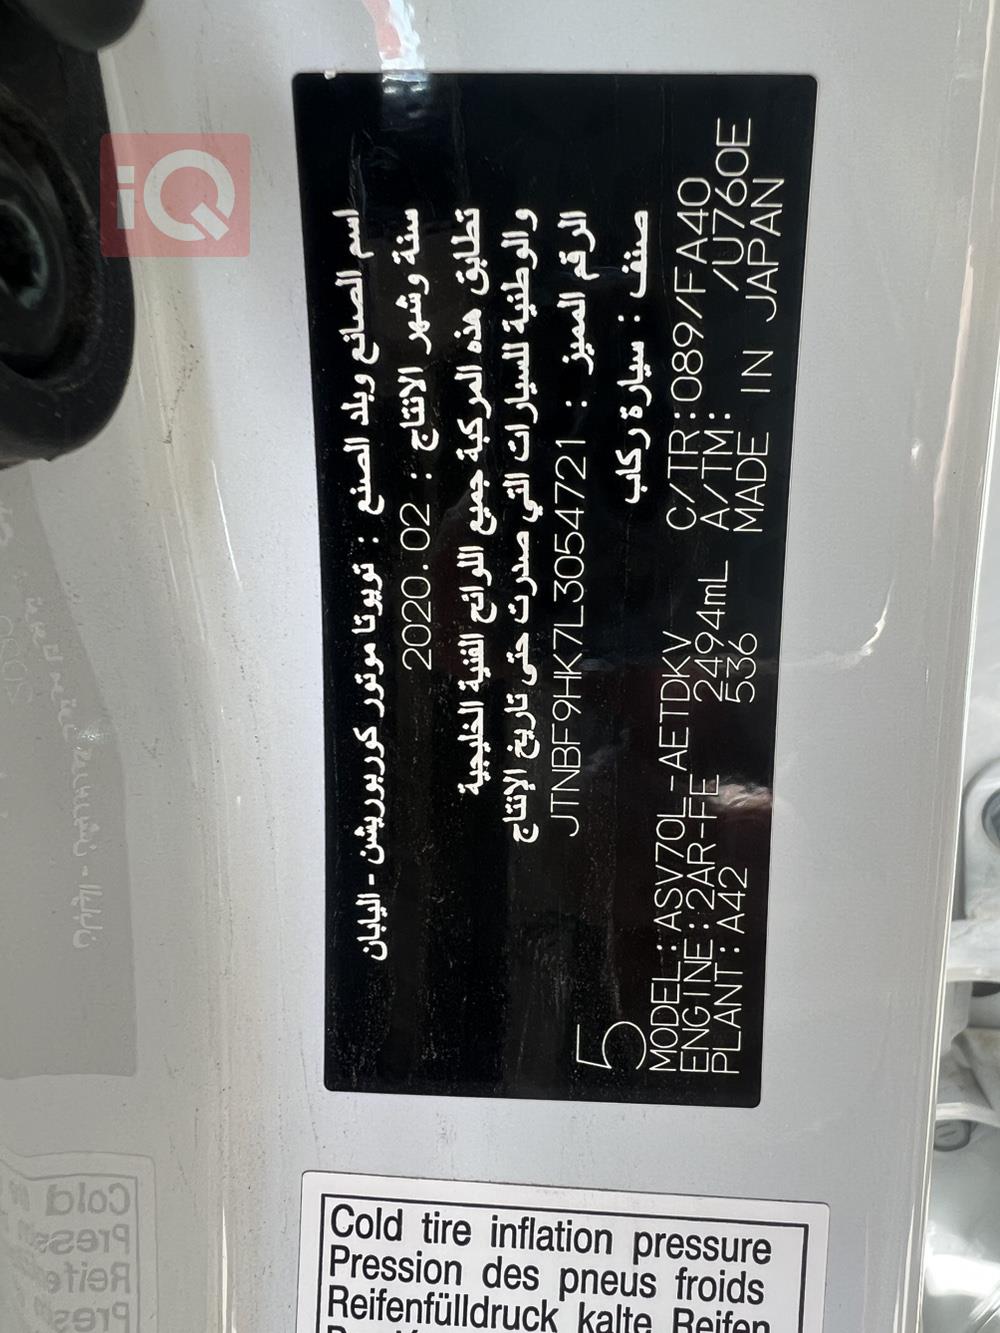 iQ
اسم الصانع وبلد الصنع : تويوتا موتور كوربوريشن - اليابان
سنة وشهر الانتاج : 2020.02
تطابق هذه المركبة جميع اللوائح الفنية الخليجية
والوطنية للسيارات التي صدرت حتى تاريخ الإنتاج
الرقم المميز : JTNBF9HK7L3054721
صنف : سيارة ركاب
5
MODEL:ASV70L-AETDKV C/TR:089/FA40
ENGINE:2AR-FE 2494mL A/TM: /U760E
PLANT:A42 536 MADE IN JAPAN
Cold tire inflation pressure
Pression des pneus froids
Reifenfülldruck kalte Reifen